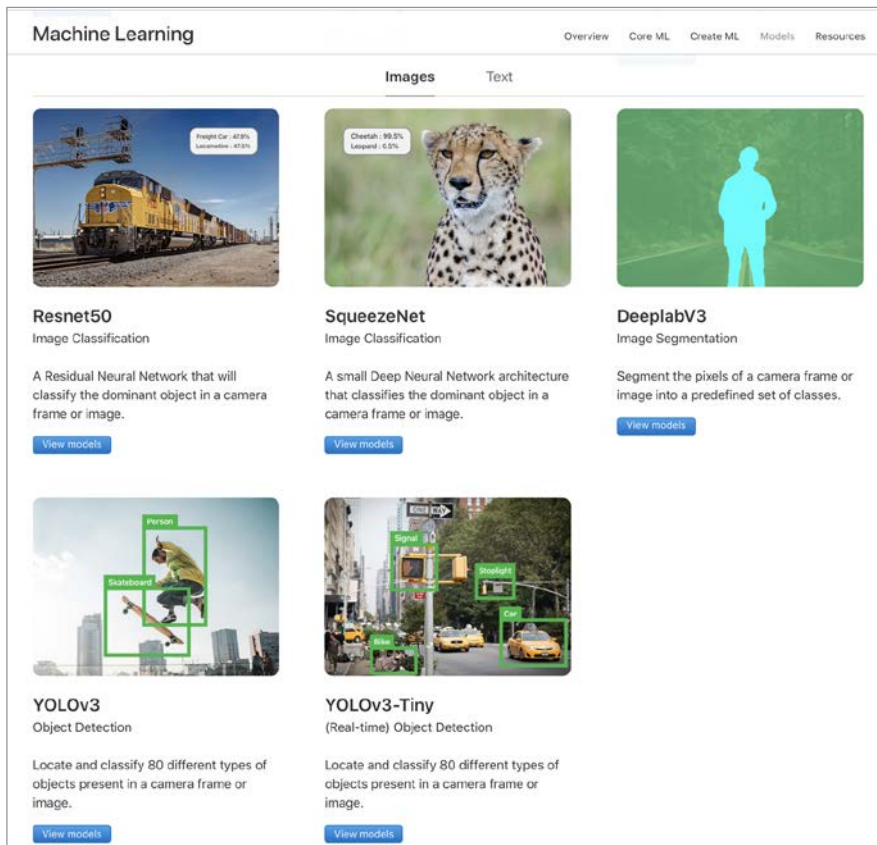 Machine Learning
Overview Core ML Create ML Models Resources
Images Text
Freight Car : 47.9%
Locomotive : 47.5%
Cheetah : 99.5%
Leopard : 0.5%
Resnet50
Image Classification
A Residual Neural Network that will
classify the dominant object in a camera
frame or image.
View models
SqueezeNet
Image Classification
A small Deep Neural Network architecture
that classifies the dominant object in a
camera frame or image.
View models
DeeplabV3
Image Segmentation
Segment the pixels of a camera frame or
image into a predefined set of classes.
View models
Person
Skateboard
YOLOv3
Object Detection
Locate and classify 80 different types of
objects present in a camera frame or
image.
View models
ONE WAY
Signal
Stoplight
Car
Bike
YOLOv3-Tiny
(Real-time) Object Detection
Locate and classify 80 different types of
objects present in a camera frame or
image.
View models